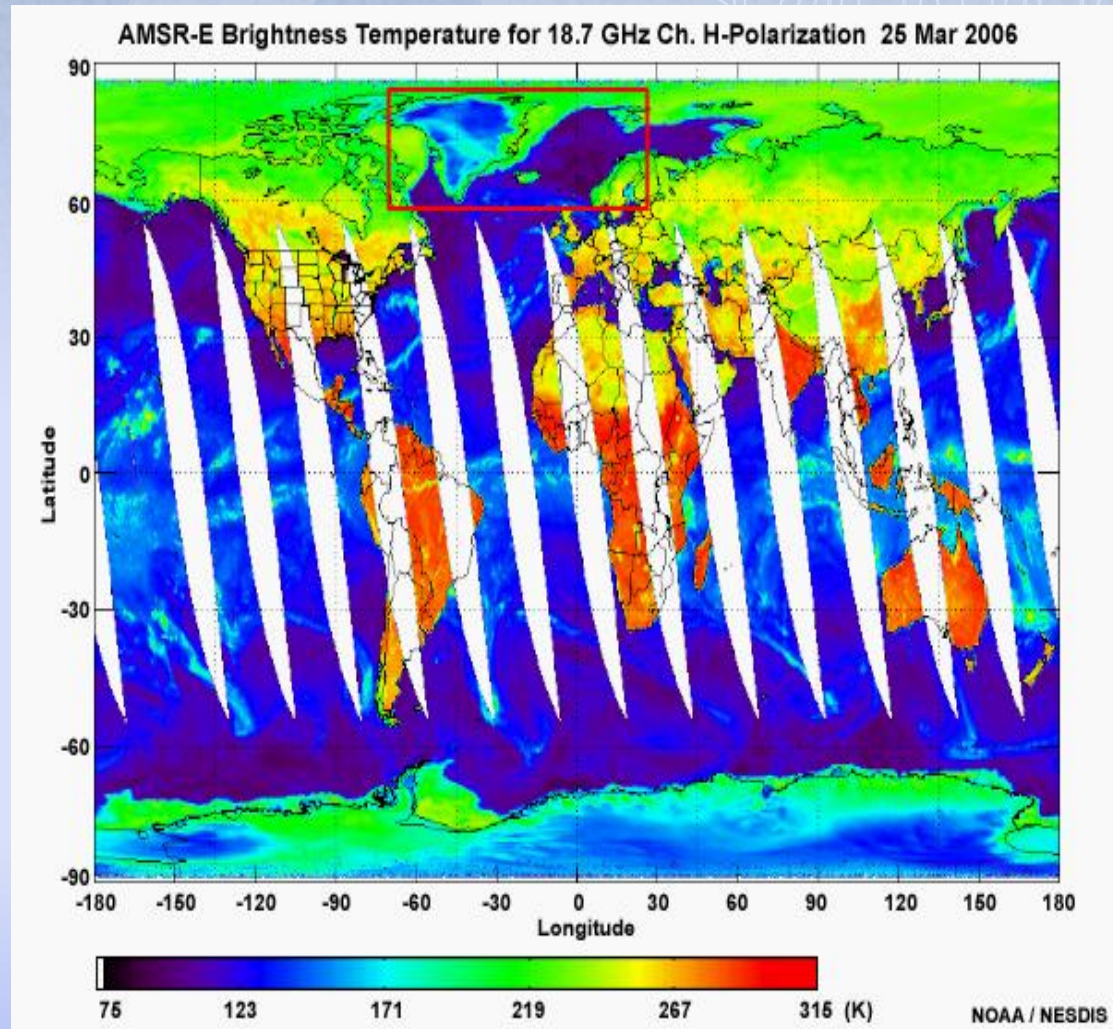 AMSR-E Brightness Temperature for 18.7 GHz Ch. H-Polarization 25 Mar 2006
90
60
30
0
-30
-60
-90
Latitude
-180 -150 -120 -90 -60 -30 0 30 60 90 120 150 180
Longitude
75 123 171 219 267 315 (K)
NOAA / NESDIS